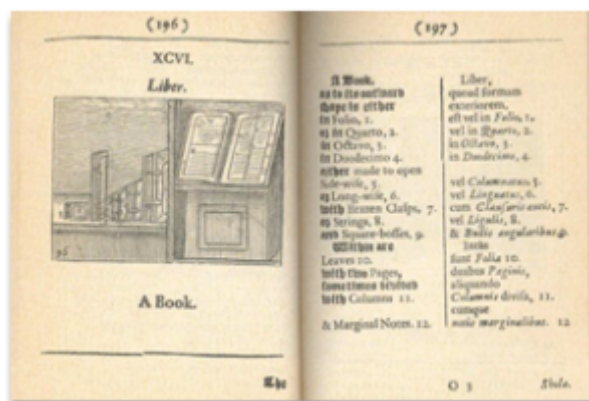 (196)
XCVI.
Liber.
96
A Book.
The
(197)
A Book,
as to its outward
shape is either
in Folio, 1.
or in Quarto, 2.
in Octavo, 3.
in Duodecimo 4.
either made to open
Side-wise, 5.
or Long-wise, 6.
with Brazen Clasps, 7.
or Strings, 8.
and Square-bosses, 9.
Within are
Leaves 10.
with two Pages,
sometimes divided
with Columns 11.
& Marginal Notes. 12.
Liber,
quoad formam
exteriorem,
est vel in Folio, 1.
vel in Quarto, 2.
in Octavo, 3.
in Duodecimo, 4.
vel Columnatus 5.
vel Linguatus, 6.
cum Clausuris 7.
vel Ligulis, 8.
& Bullis angularibus 9.
Intus
sunt Folia 10.
duabus Paginis,
aliquando
Columnis divisa, 11.
cumque
notis marginalibus. 12
O 3